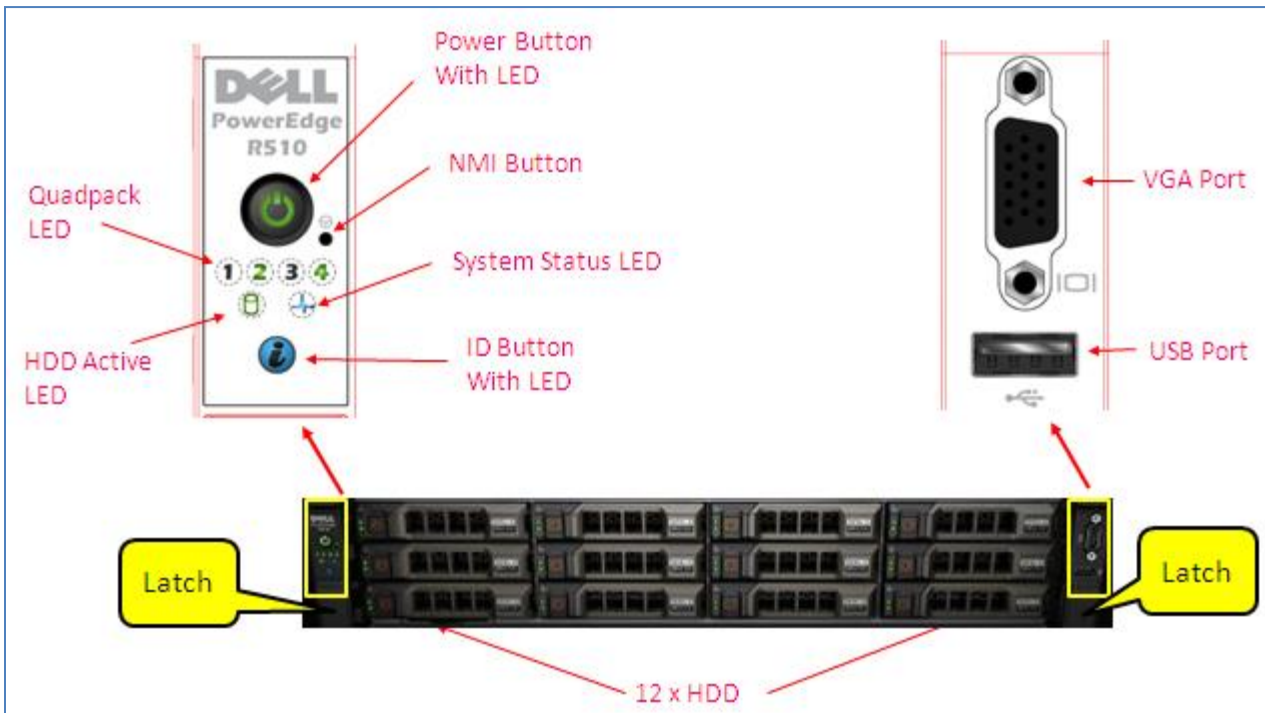 Power Button
With LED
DELL
PowerEdge
R510
NMI Button
Quadpack
LED
1 2 3 4
System Status LED
HDD Active
LED
i
ID Button
With LED
VGA Port
USB Port
DELL
Latch
Latch
12 x HDD